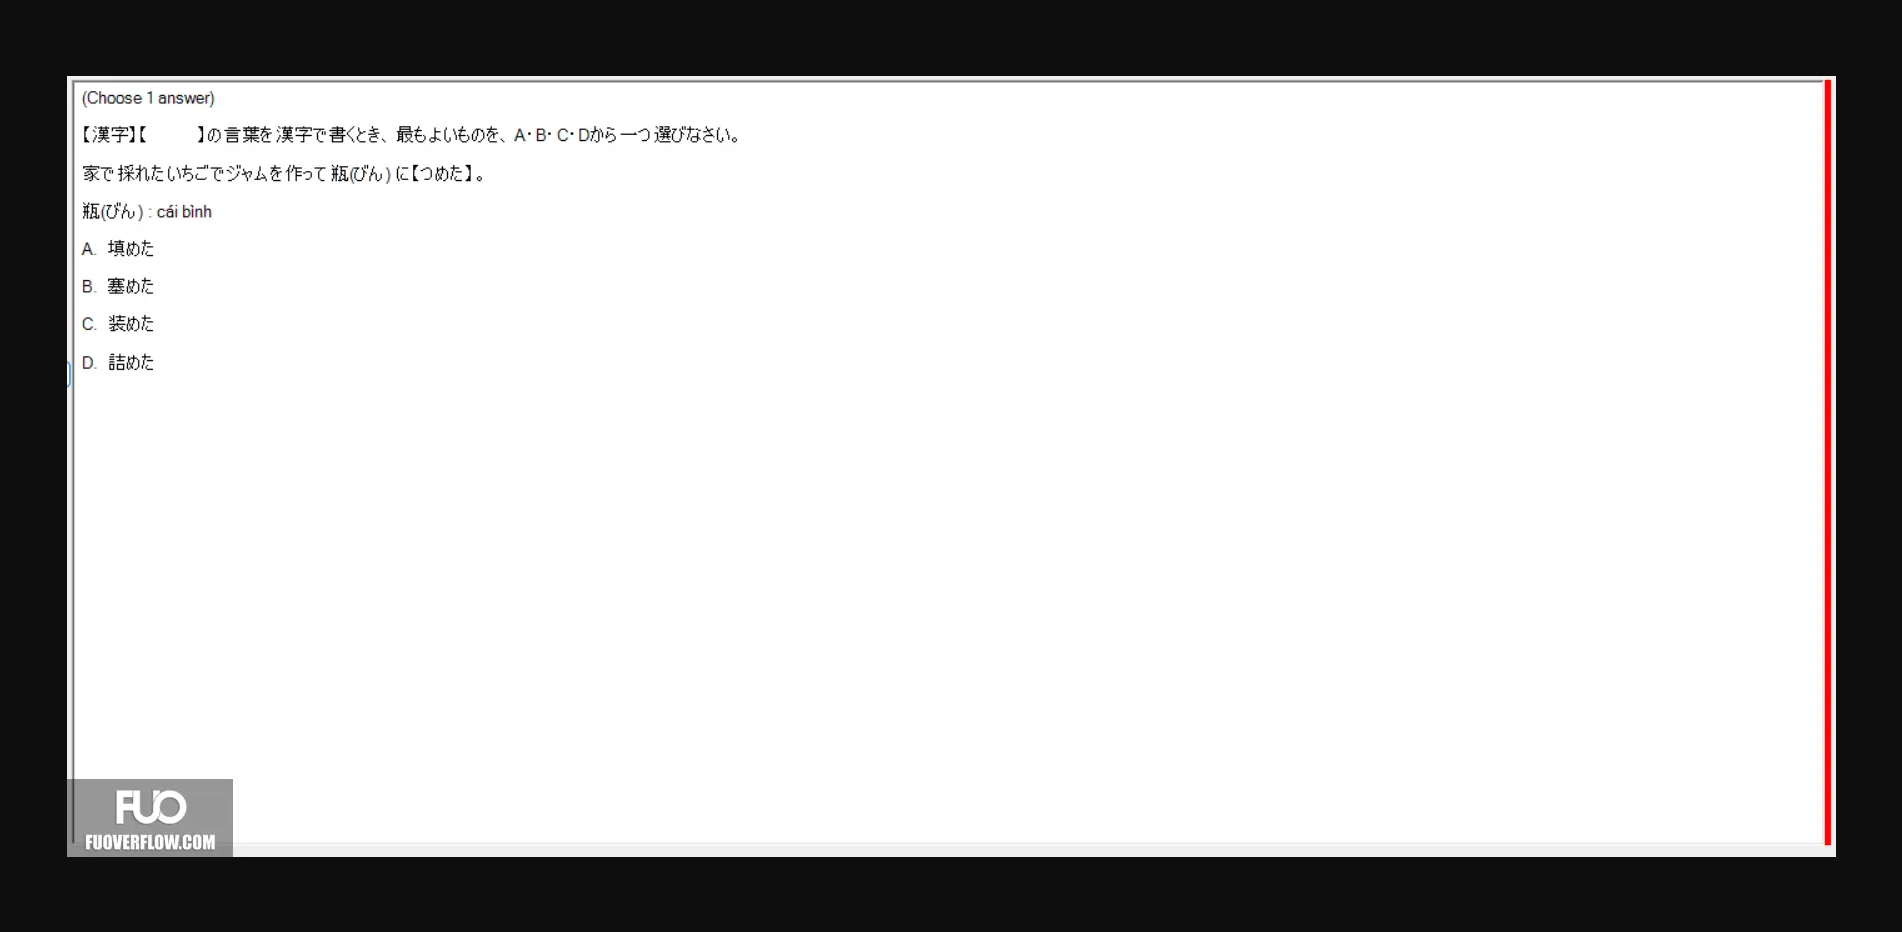 (Choose 1 answer)
【漢字】【　　　】の言葉を漢字で書くとき、最もよいものを、A・B・C・Dから一つ選びなさい。
家で採れたいちごでジャムを作って瓶(びん)に【つめた】。
瓶(びん) : cái bình
A. 填めた
B. 塞めた
C. 装めた
D. 詰めた
FUO
FUOVERFLOW.COM